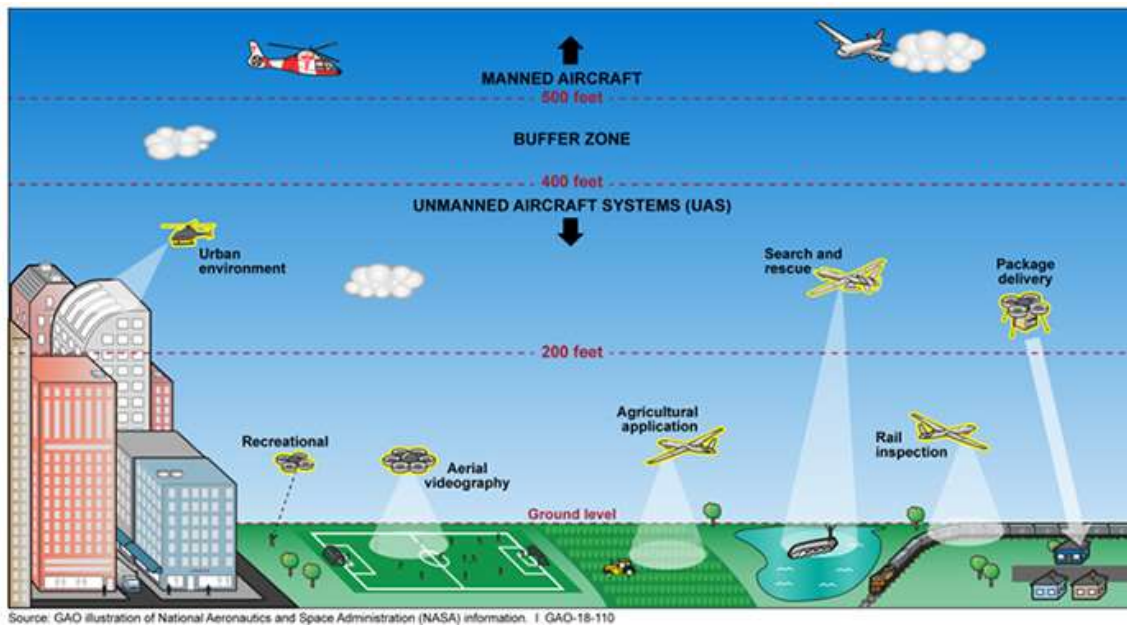 MANNED AIRCRAFT
500 feet
BUFFER ZONE
400 feet
UNMANNED AIRCRAFT SYSTEMS (UAS)
Urban
environment
Search and
rescue
Package
delivery
200 feet
Recreational
Aerial
videography
Agricultural
application
Rail
inspection
Ground level
Source: GAO illustration of National Aeronautics and Space Administration (NASA) information. I GAO-18-110